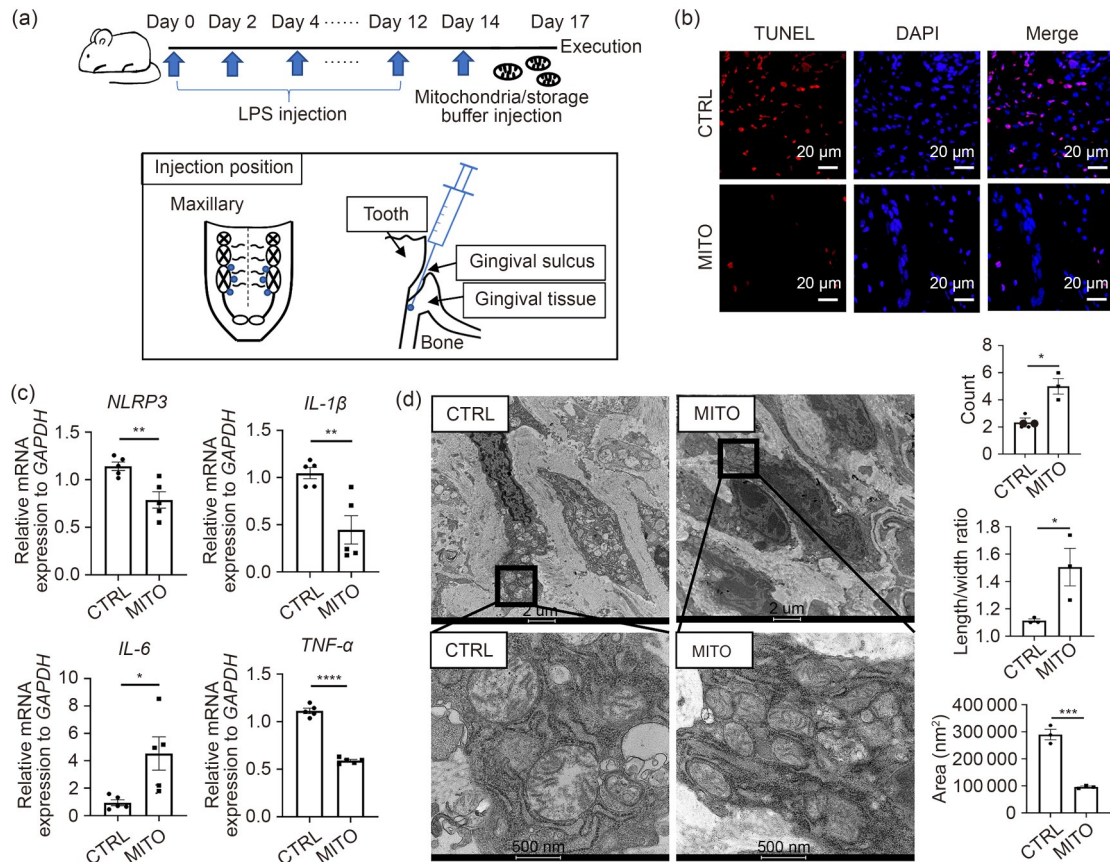 (a)
Day 0 Day 2 Day 4 ······ Day 12 Day 14 Day 17
Execution
······
LPS injection
Mitochondria/storage
buffer injection
Injection position
Maxillary
Tooth
Gingival sulcus
Gingival tissue
Bone
(b)
TUNEL DAPI Merge
CTRL
20 μm 20 μm 20 μm
MITO
20 μm 20 μm 20 μm
(c)
NLRP3
Relative mRNA
expression to GAPDH
1.5
1.0
0.5
0.0
**
CTRL MITO
IL-1β
Relative mRNA
expression to GAPDH
1.5
1.0
0.5
0.0
**
CTRL MITO
IL-6
Relative mRNA
expression to GAPDH
8
6
4
2
0
*
CTRL MITO
TNF-α
Relative mRNA
expression to GAPDH
1.5
1.0
0.5
0.0
****
CTRL MITO
(d)
CTRL
2 um
MITO
2 um
CTRL
500 nm
MITO
500 nm
Count
8
6
4
2
0
*
CTRL MITO
Length/width ratio
1.8
1.6
1.4
1.2
1.0
*
CTRL MITO
Area (nm²)
400 000
300 000
200 000
100 000
0
***
CTRL MITO